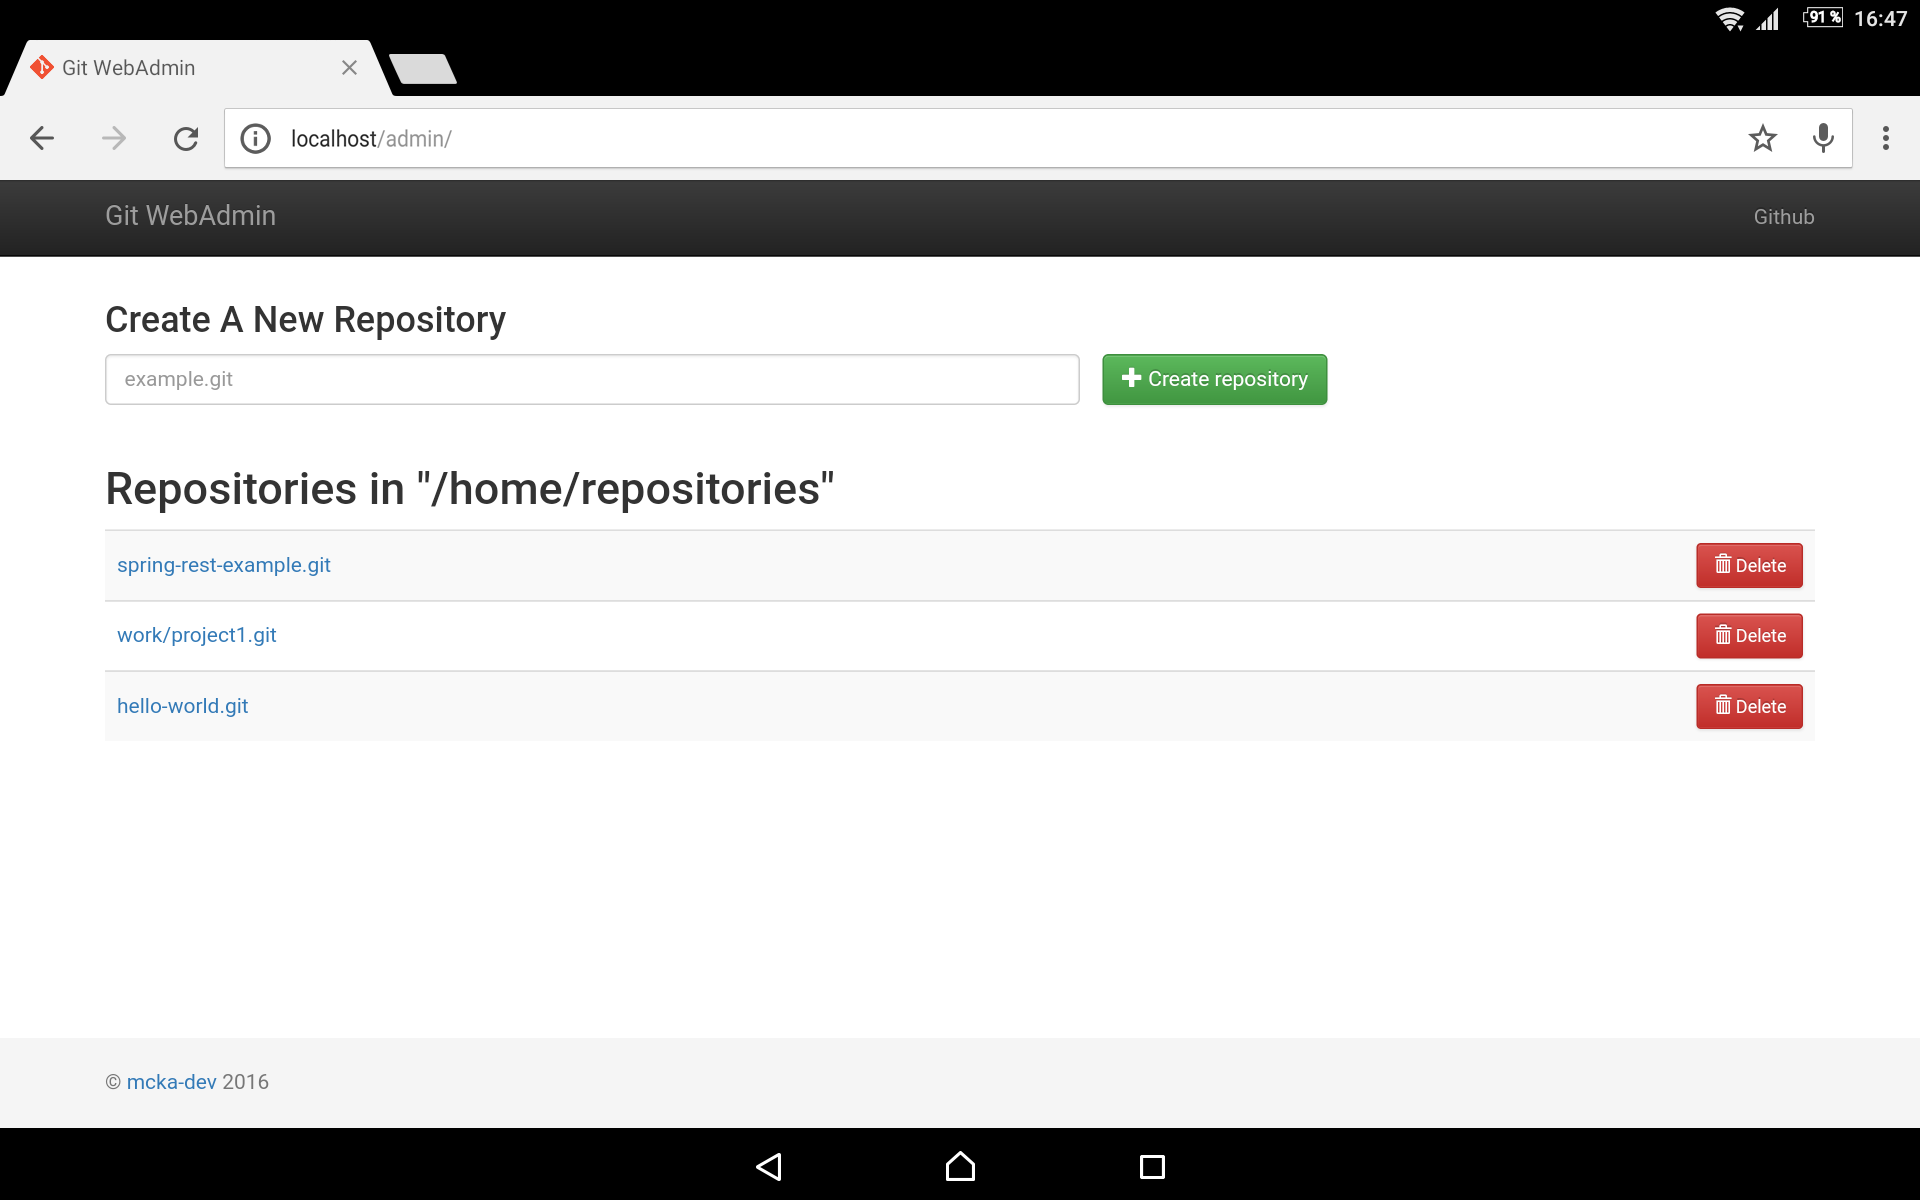 91 % 16:47
Git WebAdmin
localhost/admin/
Git WebAdmin Github
Create A New Repository
example.git Create repository
Repositories in "/home/repositories"
spring-rest-example.git Delete
work/project1.git Delete
hello-world.git Delete
© mcka-dev 2016